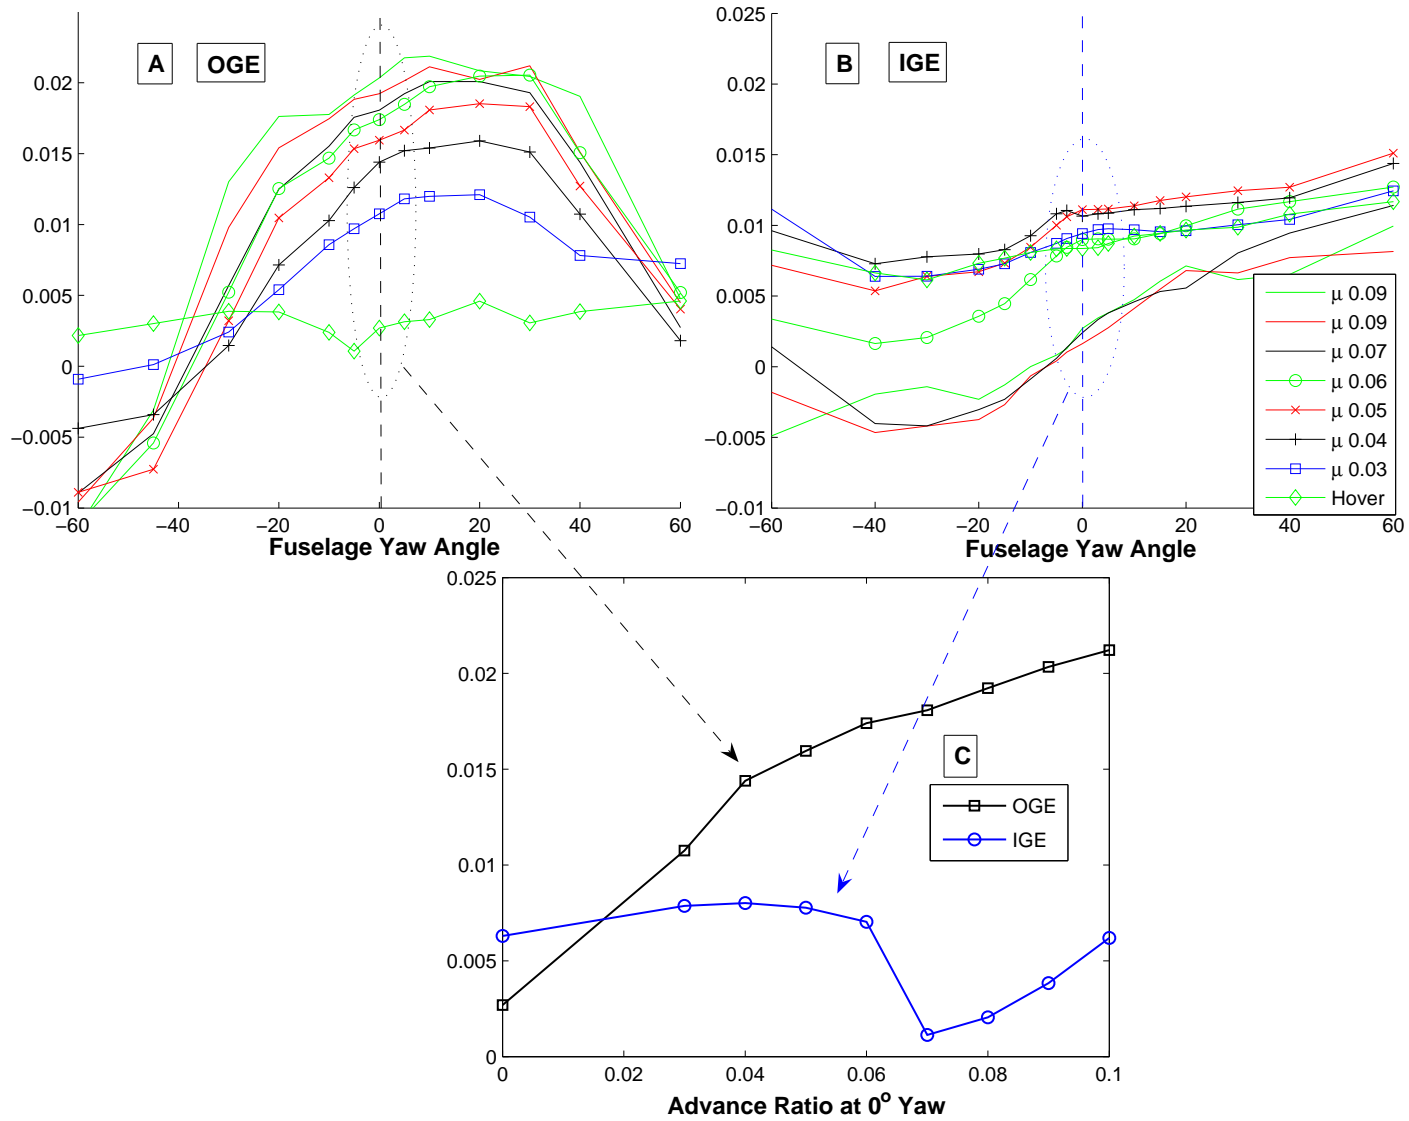 A OGE
0.02
0.015
0.01
0.005
0
−0.005
−0.01
−60 −40 −20 0 20 40 60
Fuselage Yaw Angle
0.025
0.02
0.015
0.01
0.005
0
−0.005
−0.01
B IGE
μ 0.09
μ 0.09
μ 0.07
μ 0.06
μ 0.05
μ 0.04
μ 0.03
Hover
−60 −40 −20 0 20 40 60
Fuselage Yaw Angle
0.025
0.02
0.015
0.01
0.005
0
C
OGE
IGE
0 0.02 0.04 0.06 0.08 0.1
Advance Ratio at 0° Yaw